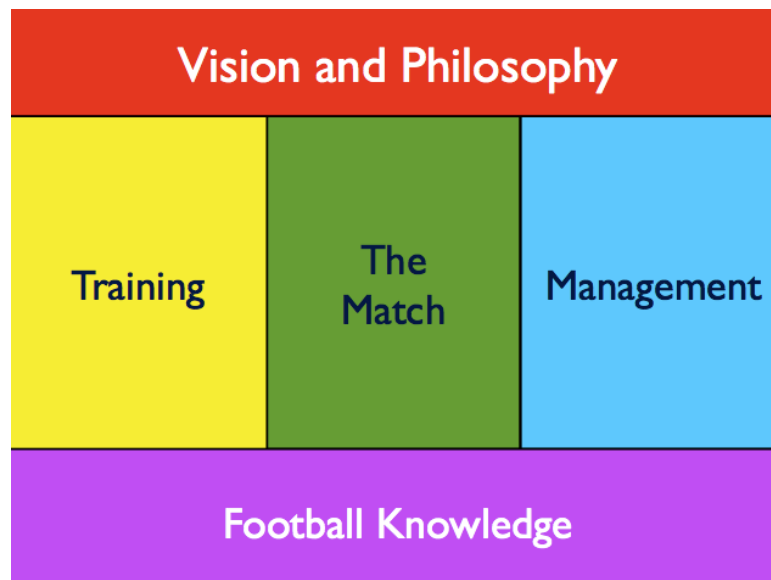 Vision and Philosophy
Training
The
Match
Management
Football Knowledge